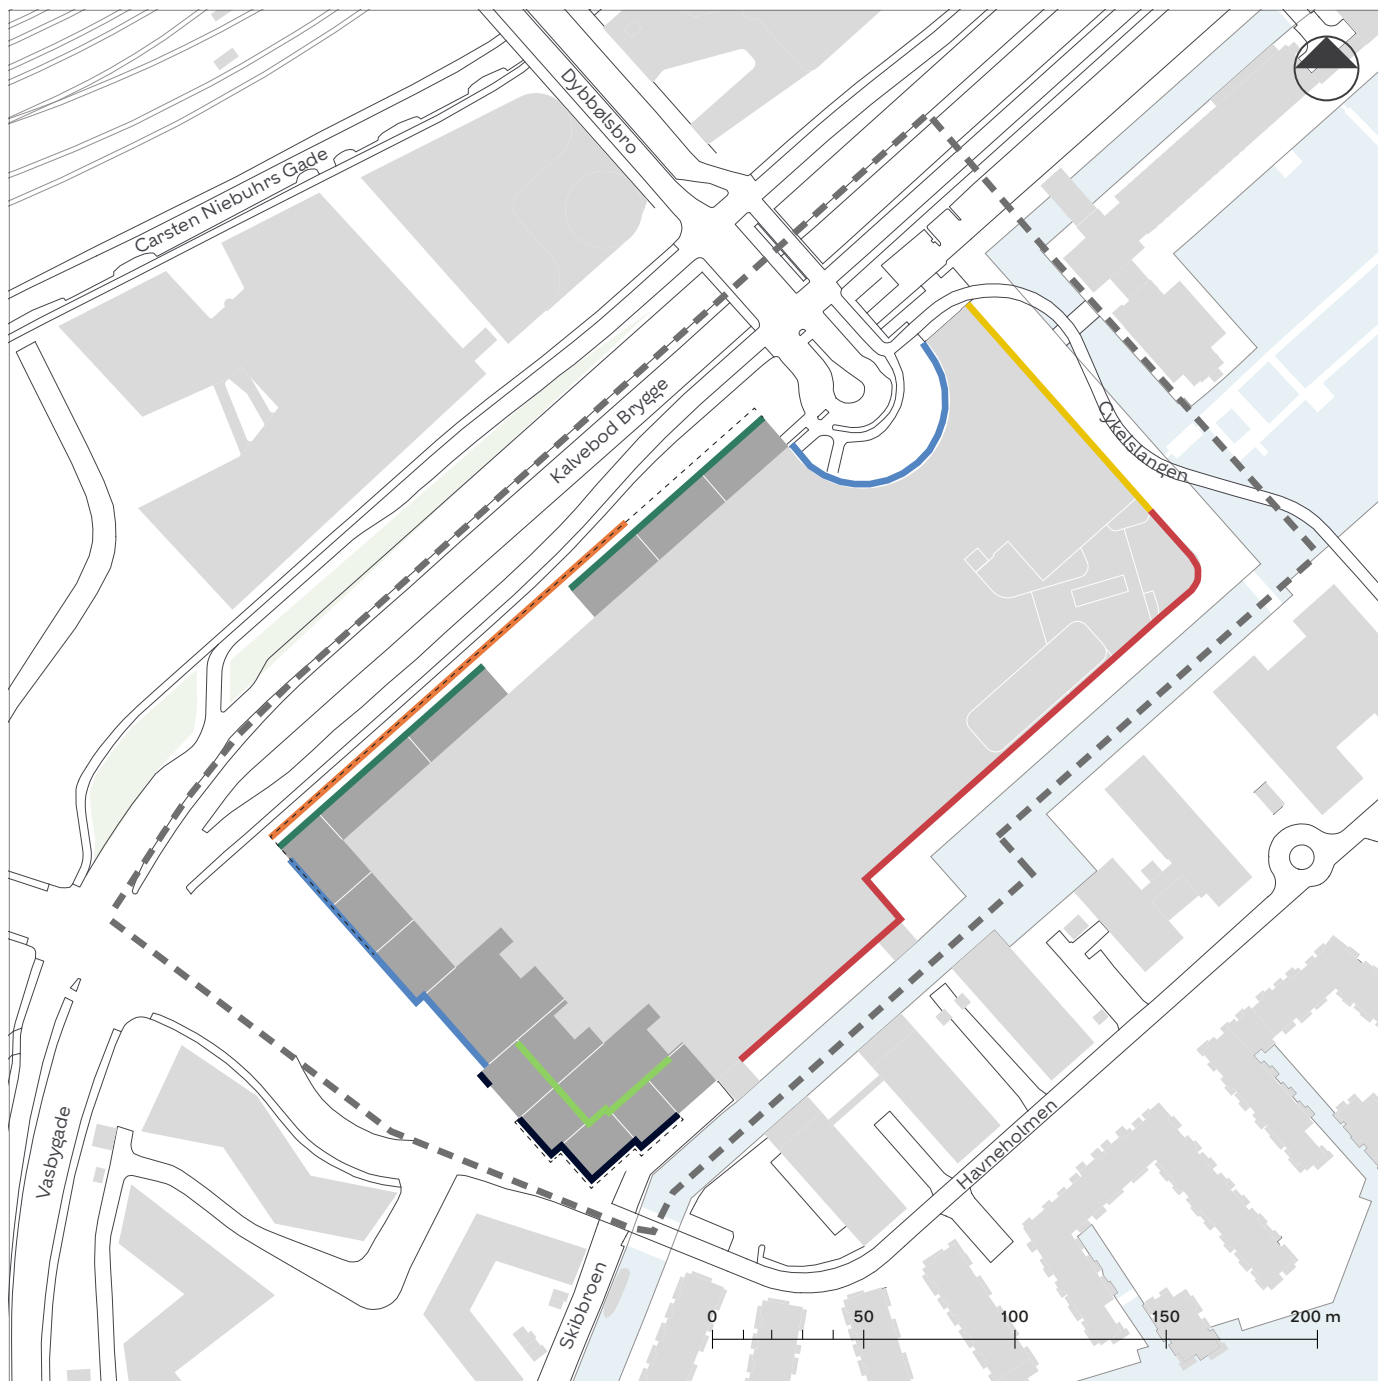 Dybbølsbro
Carsten Niebuhrs Gade
Kalvebod Brygge
Cykelslangen
Vasbygade
Havneholmen
Skibbroen
0 50 100 150 200 m